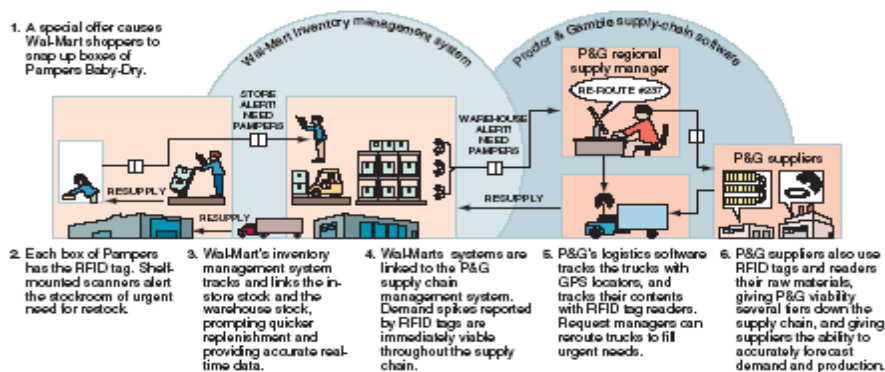 1. A special offer causes
Wal-Mart shoppers to
snap up boxes of
Pampers Baby-Dry.
Wal-Mart Inventory management system
Proctor & Gamble supply-chain software
P&G regional
supply manager
RE-ROUTE #237
STORE
ALERT!
NEED
PAMPERS
WAREHOUSE
ALERT!
NEED
PAMPERS
P&G suppliers
RESUPPLY
RESUPPLY
RESUPPLY
2. Each box of Pampers
has the RFID tag. Shelf-
mounted scanners alert
the stockroom of urgent
need for restock.
3. Wal-Mart's inventory
management system
tracks and links the in-
store stock and the
warehouse stock,
prompting quicker
replenishment and
providing accurate real-
time data.
4. Wal-Marts systems are
linked to the P&G
supply chain
management system.
Demand spikes reported
by RFID tags are
immediately viable
throughout the supply
chain.
5. P&G's logistics software
tracks the trucks with
GPS locators, and
tracks their contents
with RFID tag readers.
Request managers can
reroute trucks to fill
urgent needs.
6. P&G suppliers also use
RFID tags and readers
their raw materials,
giving P&G viability
several tiers down the
supply chain, and giving
suppliers the ability to
accurately forecast
demand and production.